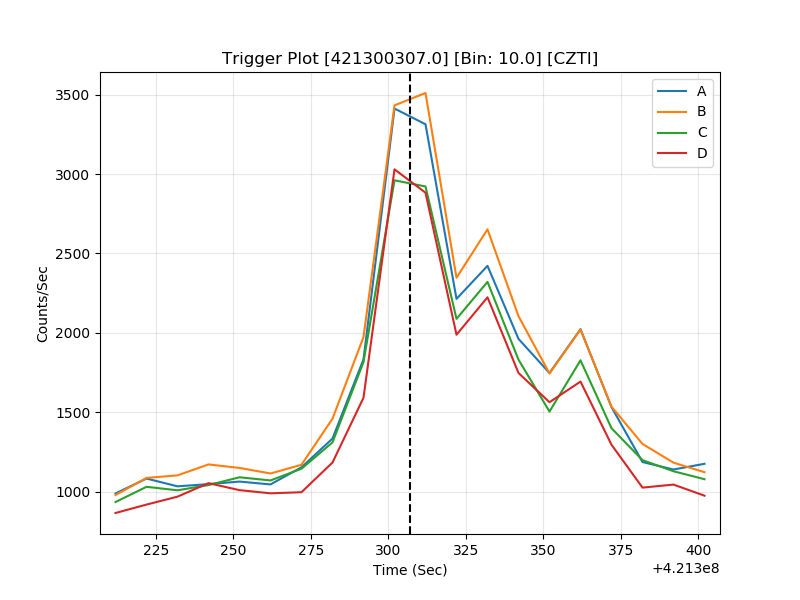 Trigger Plot [421300307.0] [Bin: 10.0] [CZTI]
Counts/Sec
3500
3000
2500
2000
1500
1000
A
B
C
D
225
250
275
300
325
350
375
400
Time (Sec)
+4.213e8